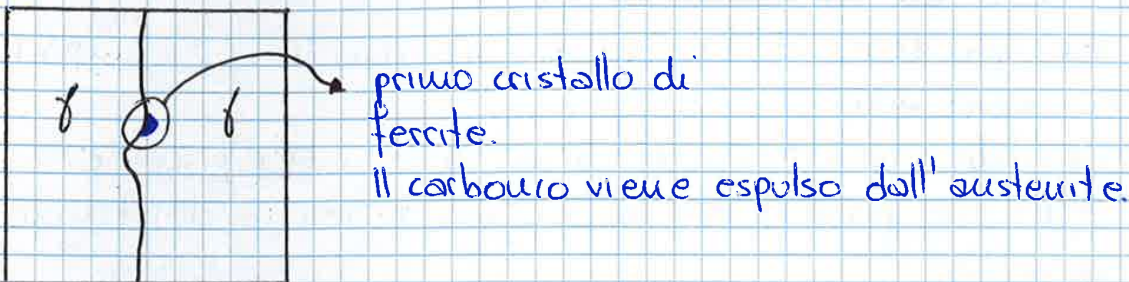 γ γ
primo cristallo di
ferrite.
Il carbonio viene espulso dall'austenite.